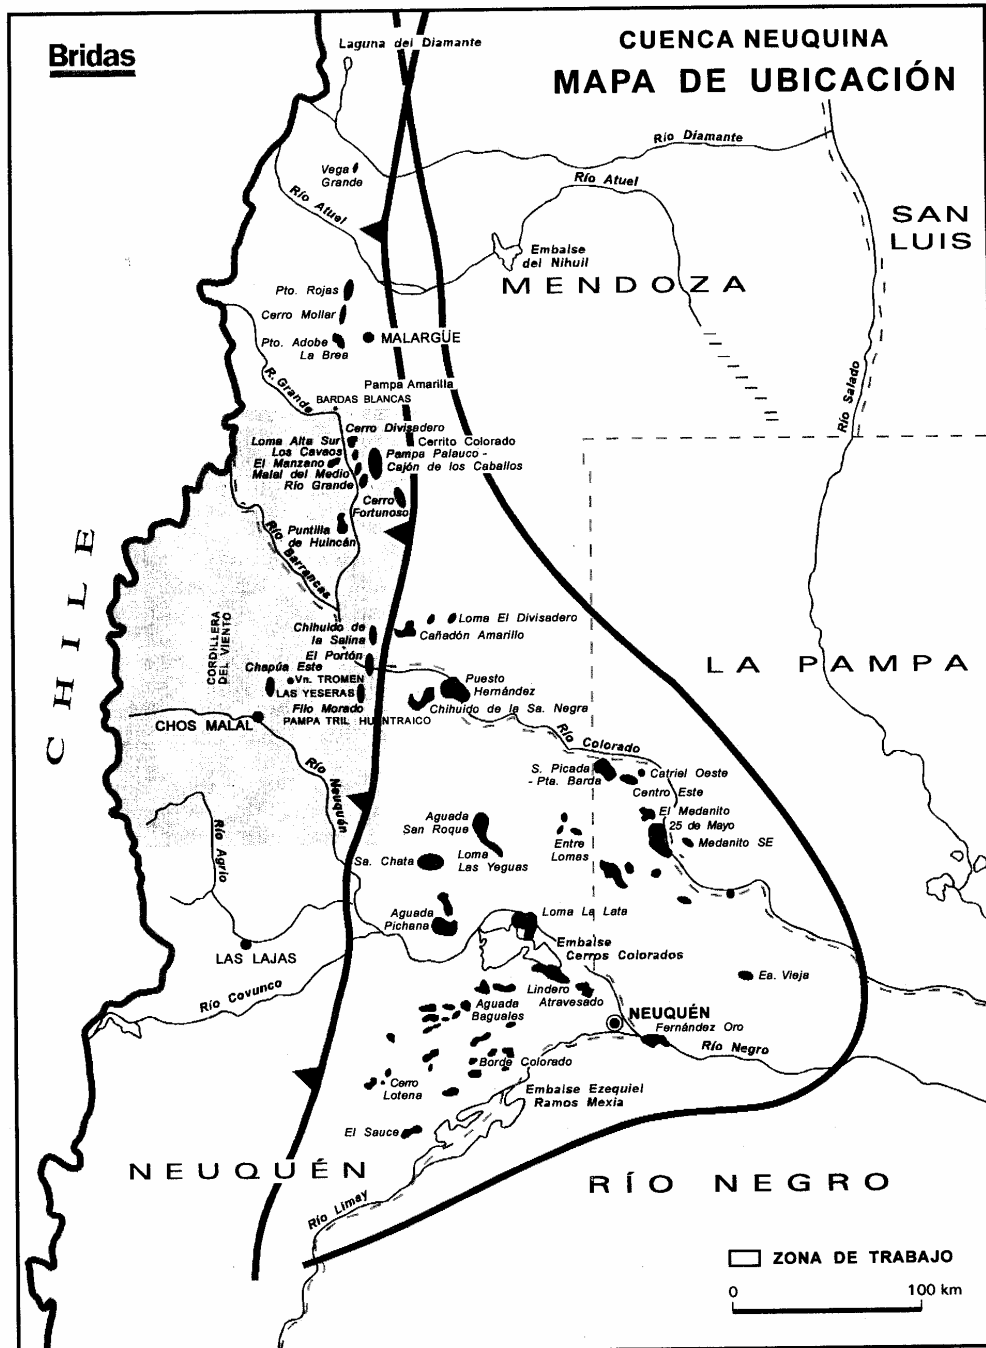 Bridas
CUENCA NEUQUINA
MAPA DE UBICACIÓN
Laguna del Diamante
Río Diamante
Vega
Grande
Río Atuel
Río Atuel
SAN
LUIS
Embalse
del Nihuil
MENDOZA
Pto. Rojas
Cerro Mollar
Pto. Adobe
La Brea
MALARGÜE
R. Grande
Pampa Amarilla
BARDAS BLANCAS
Río Salado
Cerro Divisadero
Loma Alta Sur
Cerrito Colorado
Los Cavaos
Pampa Palauco -
El Manzano
Cajón de los Caballos
Malal del Medio
Río Grande
Cerro
Fortunoso
Puntilla
de Huincán
Río Barrancas
CHILE
CORDILLERA
DEL VIENTO
Loma El Divisadero
Chihuido de
la Salina
Cañadón Amarillo
El Portón
LA PAMPA
Chapúa Este
Vn. TROMEN
LAS YESERAS
Puesto
Hernández
Filo Morado
Chihuido de la Sa. Negra
PAMPA TRIL HUANTRAICO
CHOS MALAL
Río Colorado
Río Neuquén
S. Picada
- Pta. Barda
Catriel Oeste
Centro Este
El Medanito
25 de Mayo
Medanito SE
Aguada
San Roque
Entre
Lomas
Río Agrio
Sa. Chata
Loma
Las Yeguas
Aguada
Pichana
Loma La Lata
Embalse
Cerros Colorados
LAS LAJAS
Ea. Vieja
Río Covunco
Lindero
Atravesado
Aguada
Baguales
NEUQUÉN
Fernández Oro
Río Negro
Borde Colorado
Cerro
Lotena
Embalse Ezequiel
Ramos Mexia
El Sauce
NEUQUÉN
RÍO NEGRO
Río Limay
ZONA DE TRABAJO
0 100 km